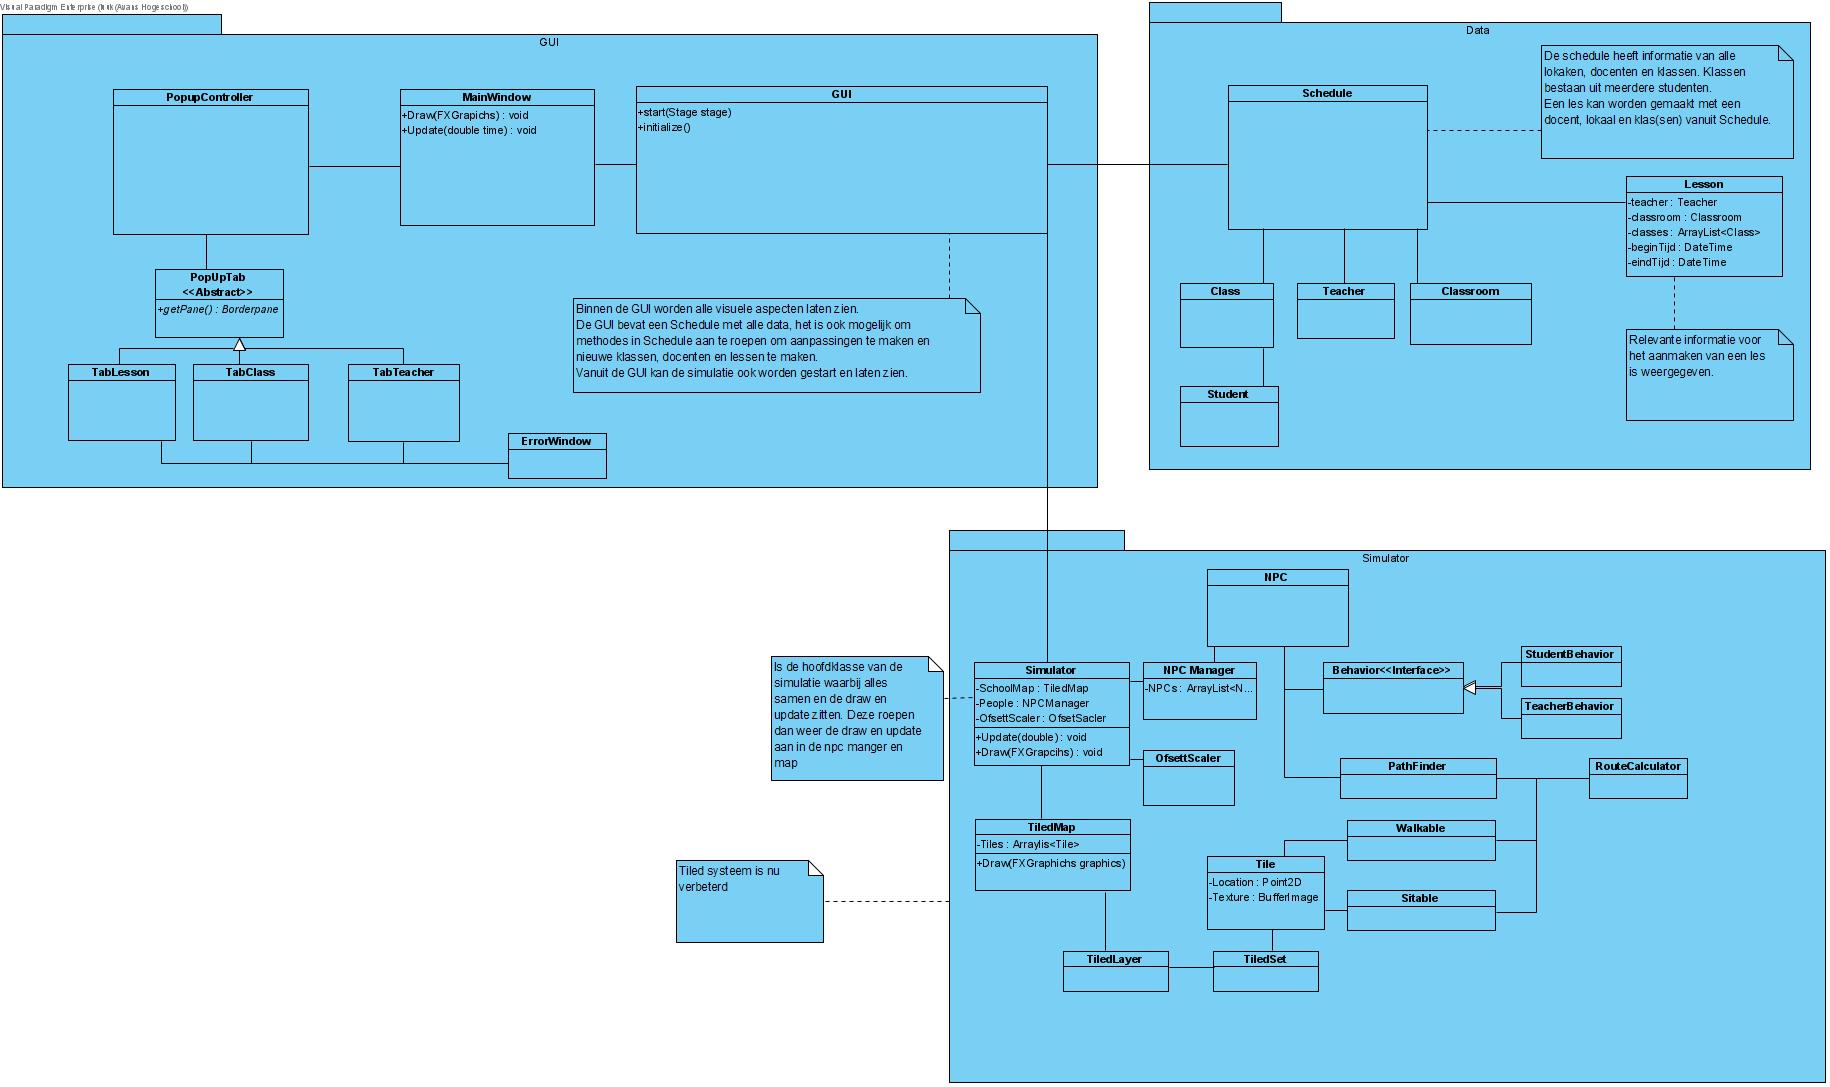 Visual Paradigm Enterprise (luuk(Avans Hogeschool))
GUI
PopupController
MainWindow
+Draw(FXGrapichs) : void
+Update(double time) : void
GUI
+start(Stage stage)
+initialize()
PopUpTab
<<Abstract>>
+getPane() : Borderpane
TabLesson
TabClass
TabTeacher
ErrorWindow
Binnen de GUI worden alle visuele aspecten laten zien.
De GUI bevat een Schedule met alle data, het is ook mogelijk om
methodes in Schedule aan te roepen om aanpassingen te maken en
nieuwe klassen, docenten en lessen te maken.
Vanuit de GUI kan de simulatie ook worden gestart en laten zien.
Data
Schedule
De schedule heeft informatie van alle
lokaken, docenten en klassen. Klassen
bestaan uit meerdere studenten.
Een les kan worden gemaakt met een
docent, lokaal en klas(sen) vanuit Schedule.
Lesson
-teacher : Teacher
-classroom : Classroom
-classes : ArrayList<Class>
-beginTijd : DateTime
-eindTijd : DateTime
Class
Teacher
Classroom
Student
Relevante informatie voor
het aanmaken van een les
is weergegeven.
Simulator
NPC
Is de hoofdklasse van de
simulatie waarbij alles
samen en de draw en
update zitten. Deze roepen
dan weer de draw en update
aan in de npc manger en
map
Simulator
-SchoolMap : TiledMap
-People : NPCManager
-OfsettScaler : OfsetSacler
+Update(double) : void
+Draw(FXGrapcihs) : void
NPC Manager
-NPCs : ArrayList<N...
Behavior<<Interface>>
StudentBehavior
TeacherBehavior
OfsettScaler
PathFinder
RouteCalculator
TiledMap
-Tiles : Arraylis<Tile>
+Draw(FXGraphichs graphics)
Walkable
Tile
-Location : Point2D
-Texture : BufferImage
Sitable
Tiled systeem is nu
verbeterd
TiledLayer
TiledSet